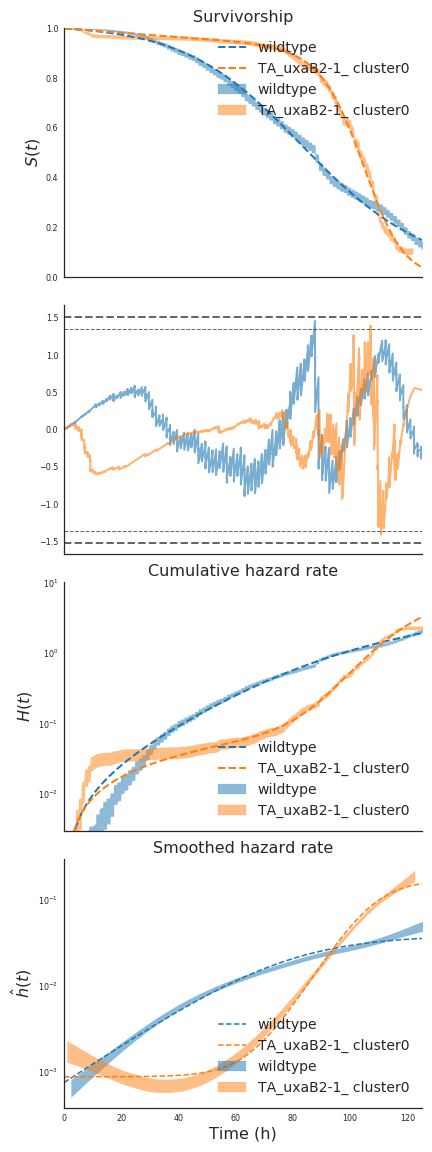 Survivorship
1.0
0.8
0.6
0.4
0.2
0.0
S(t)
wildtype
TA_uxaB2-1_ cluster0
wildtype
TA_uxaB2-1_ cluster0
1.5
1.0
0.5
0.0
−0.5
−1.0
−1.5
Cumulative hazard rate
10¹
10⁰
10⁻¹
10⁻²
H(t)
wildtype
TA_uxaB2-1_ cluster0
wildtype
TA_uxaB2-1_ cluster0
Smoothed hazard rate
10⁻¹
10⁻²
10⁻³
ĥ(t)
wildtype
TA_uxaB2-1_ cluster0
wildtype
TA_uxaB2-1_ cluster0
0 20 40 60 80 100 120
Time (h)